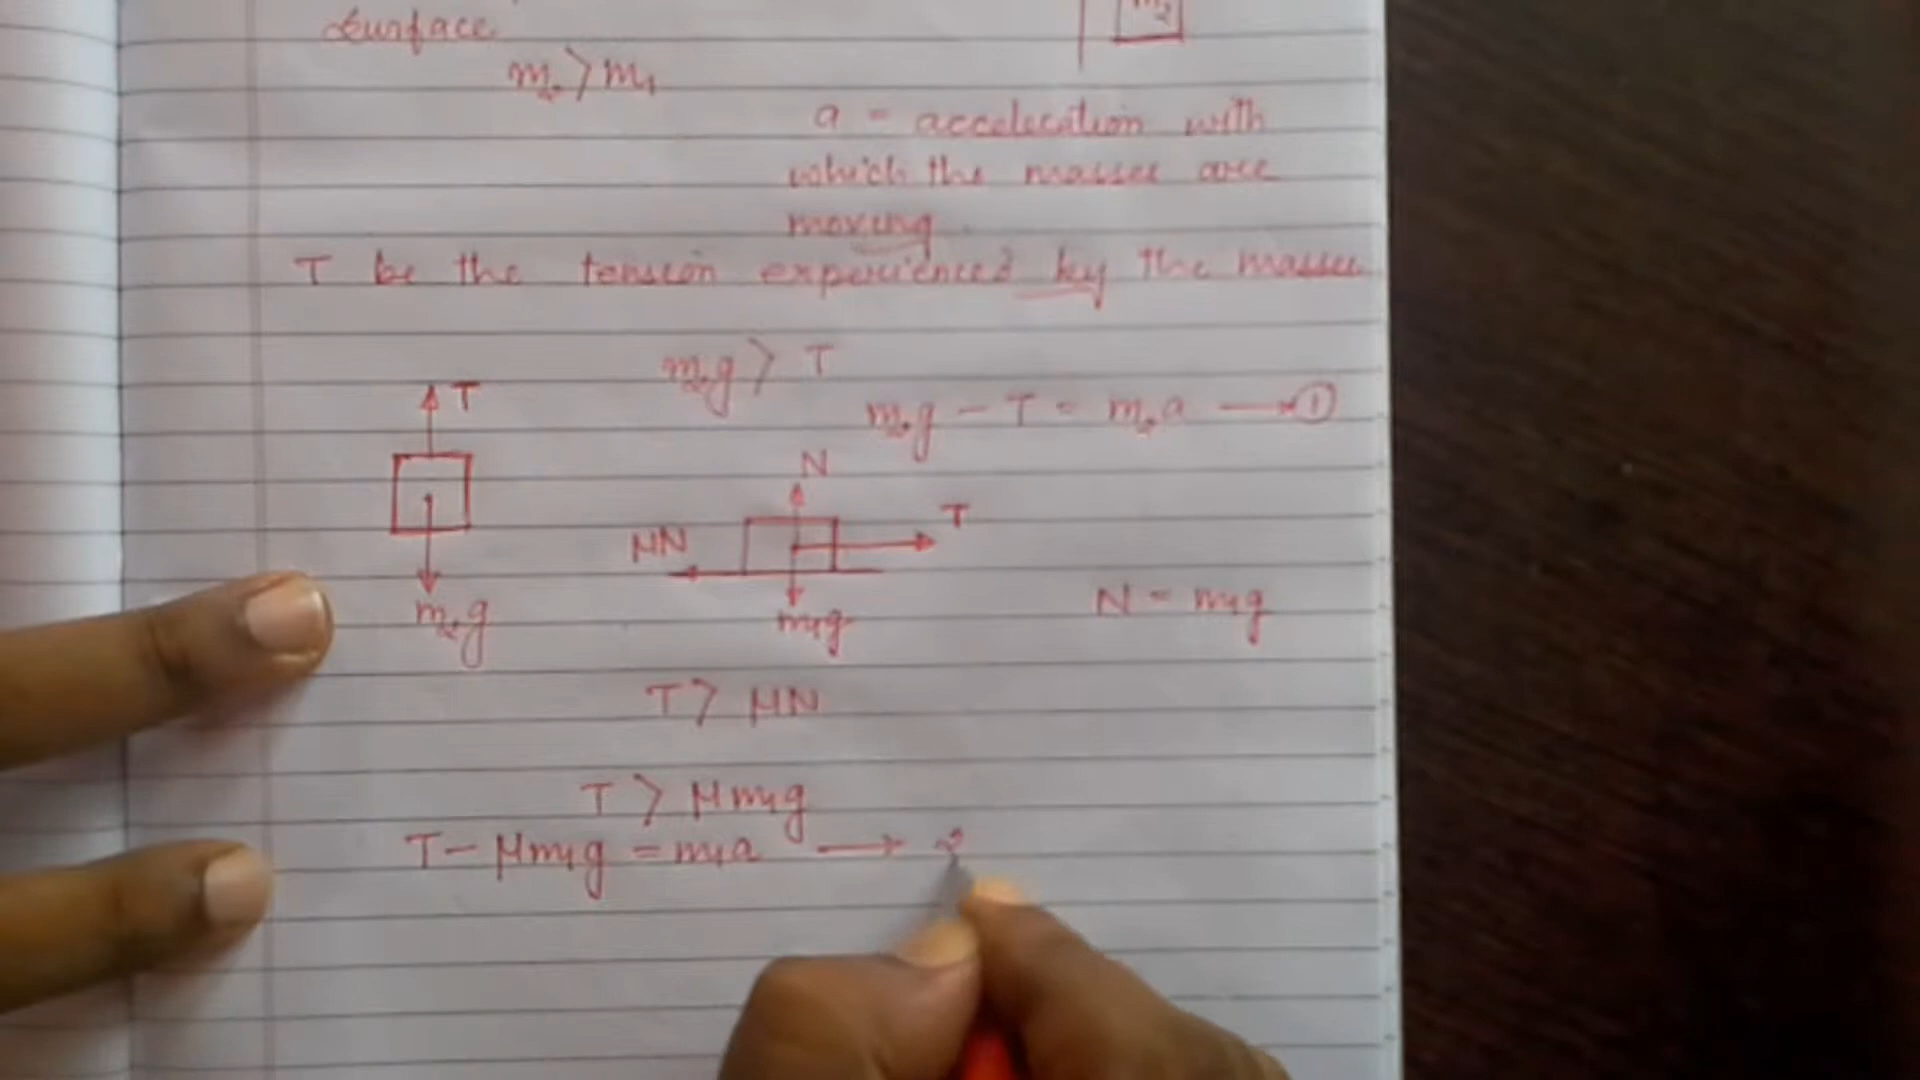 surface
m₂
m₂ > m₁
a = acceleration with
which the masses are
moving.
T be the tension experienced by the masses
m₂g > T
T
m₂g - T = m₂a → ①
N
T
μN
N = m₁g
m₂g
m₁g
T > μN
T > μm₁g
T - μm₁g = m₁a → 2